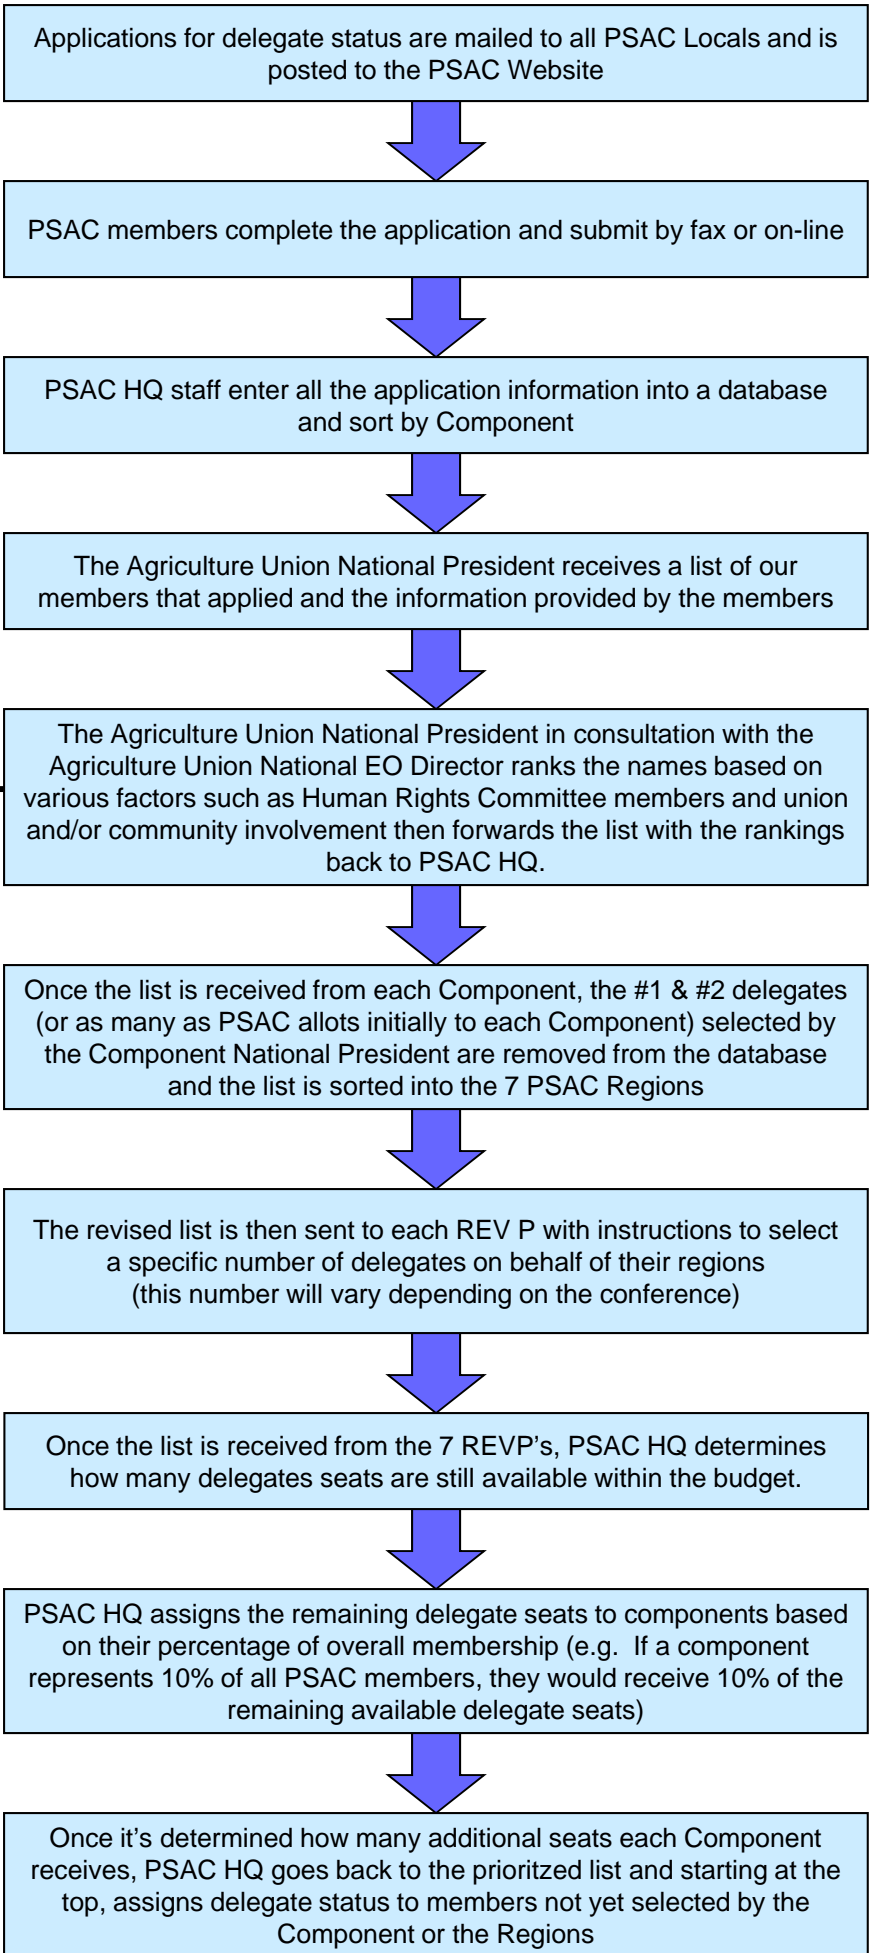 Applications for delegate status are mailed to all PSAC Locals and is
posted to the PSAC Website
PSAC members complete the application and submit by fax or on-line
PSAC HQ staff enter all the application information into a database
and sort by Component
The Agriculture Union National President receives a list of our
members that applied and the information provided by the members
The Agriculture Union National President in consultation with the
Agriculture Union National EO Director ranks the names based on
various factors such as Human Rights Committee members and union
and/or community involvement then forwards the list with the rankings
back to PSAC HQ.
Once the list is received from each Component, the #1 & #2 delegates
(or as many as PSAC allots initially to each Component) selected by
the Component National President are removed from the database
and the list is sorted into the 7 PSAC Regions
The revised list is then sent to each REV P with instructions to select
a specific number of delegates on behalf of their regions
(this number will vary depending on the conference)
Once the list is received from the 7 REVP's, PSAC HQ determines
how many delegates seats are still available within the budget.
PSAC HQ assigns the remaining delegate seats to components based
on their percentage of overall membership (e.g. If a component
represents 10% of all PSAC members, they would receive 10% of the
remaining available delegate seats)
Once it's determined how many additional seats each Component
receives, PSAC HQ goes back to the prioritzed list and starting at the
top, assigns delegate status to members not yet selected by the
Component or the Regions